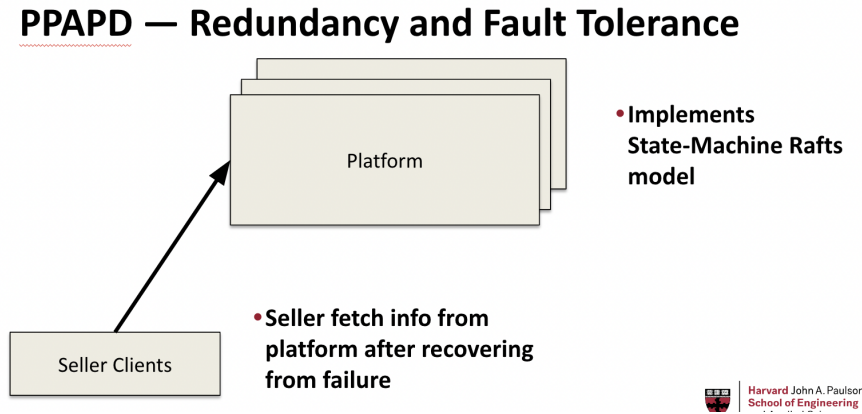 PPAPD — Redundancy and Fault Tolerance
Platform
•Implements
State-Machine Rafts
model
•Seller fetch info from
platform after recovering
from failure
Seller Clients
Harvard John A. Paulson
School of Engineering